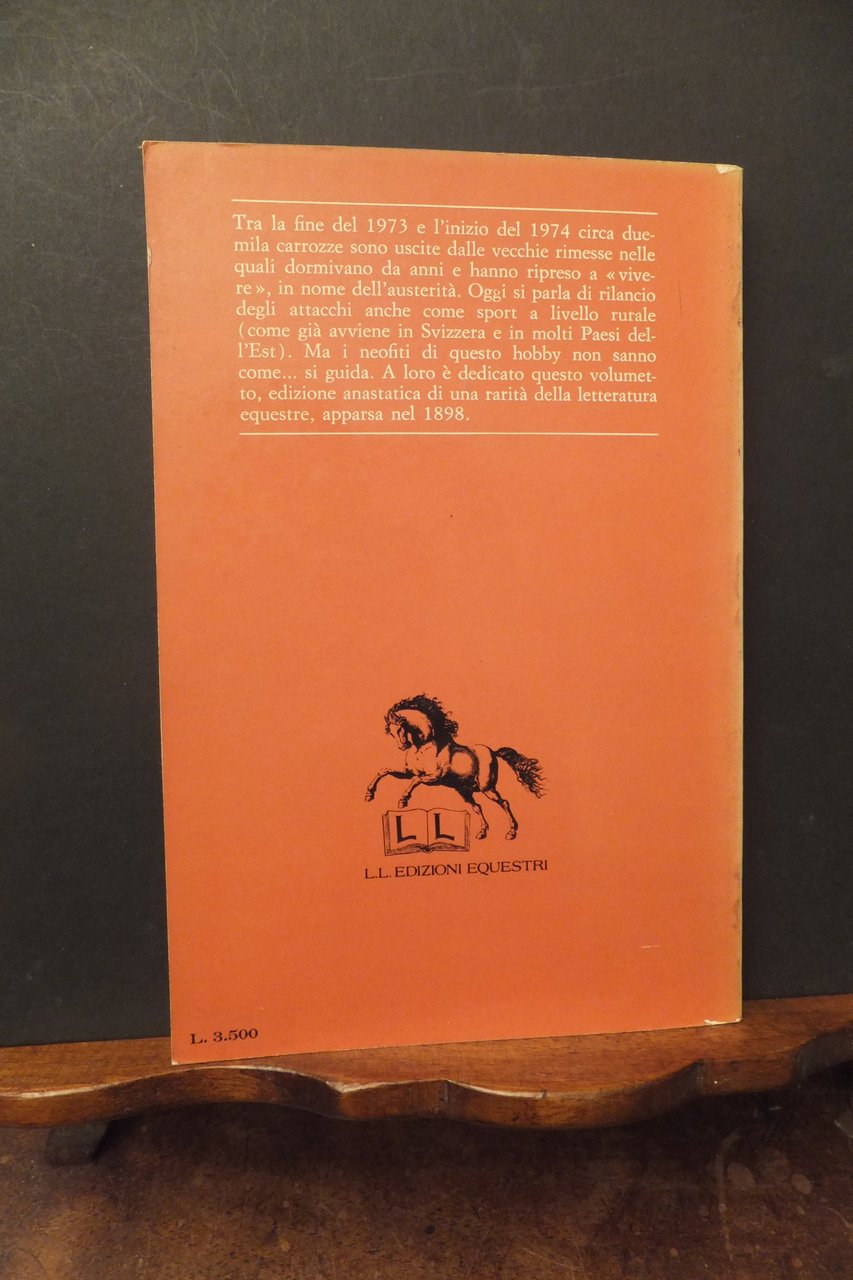 Tra la fine del 1973 e l'inizio del 1974 circa due-
mila carrozze sono uscite dalle vecchie rimesse nelle
quali dormivano da anni e hanno ripreso a «vive-
re», in nome dell'austerità. Oggi si parla di rilancio
degli attacchi anche come sport a livello rurale
(come già avviene in Svizzera e in molti Paesi del-
l'Est). Ma i neofiti di questo hobby non sanno
come... si guida. A loro è dedicato questo volumet-
to, edizione anastatica di una rarità della letteratura
equestre, apparsa nel 1898.
L L
L.L. EDIZIONI EQUESTRI
L. 3.500